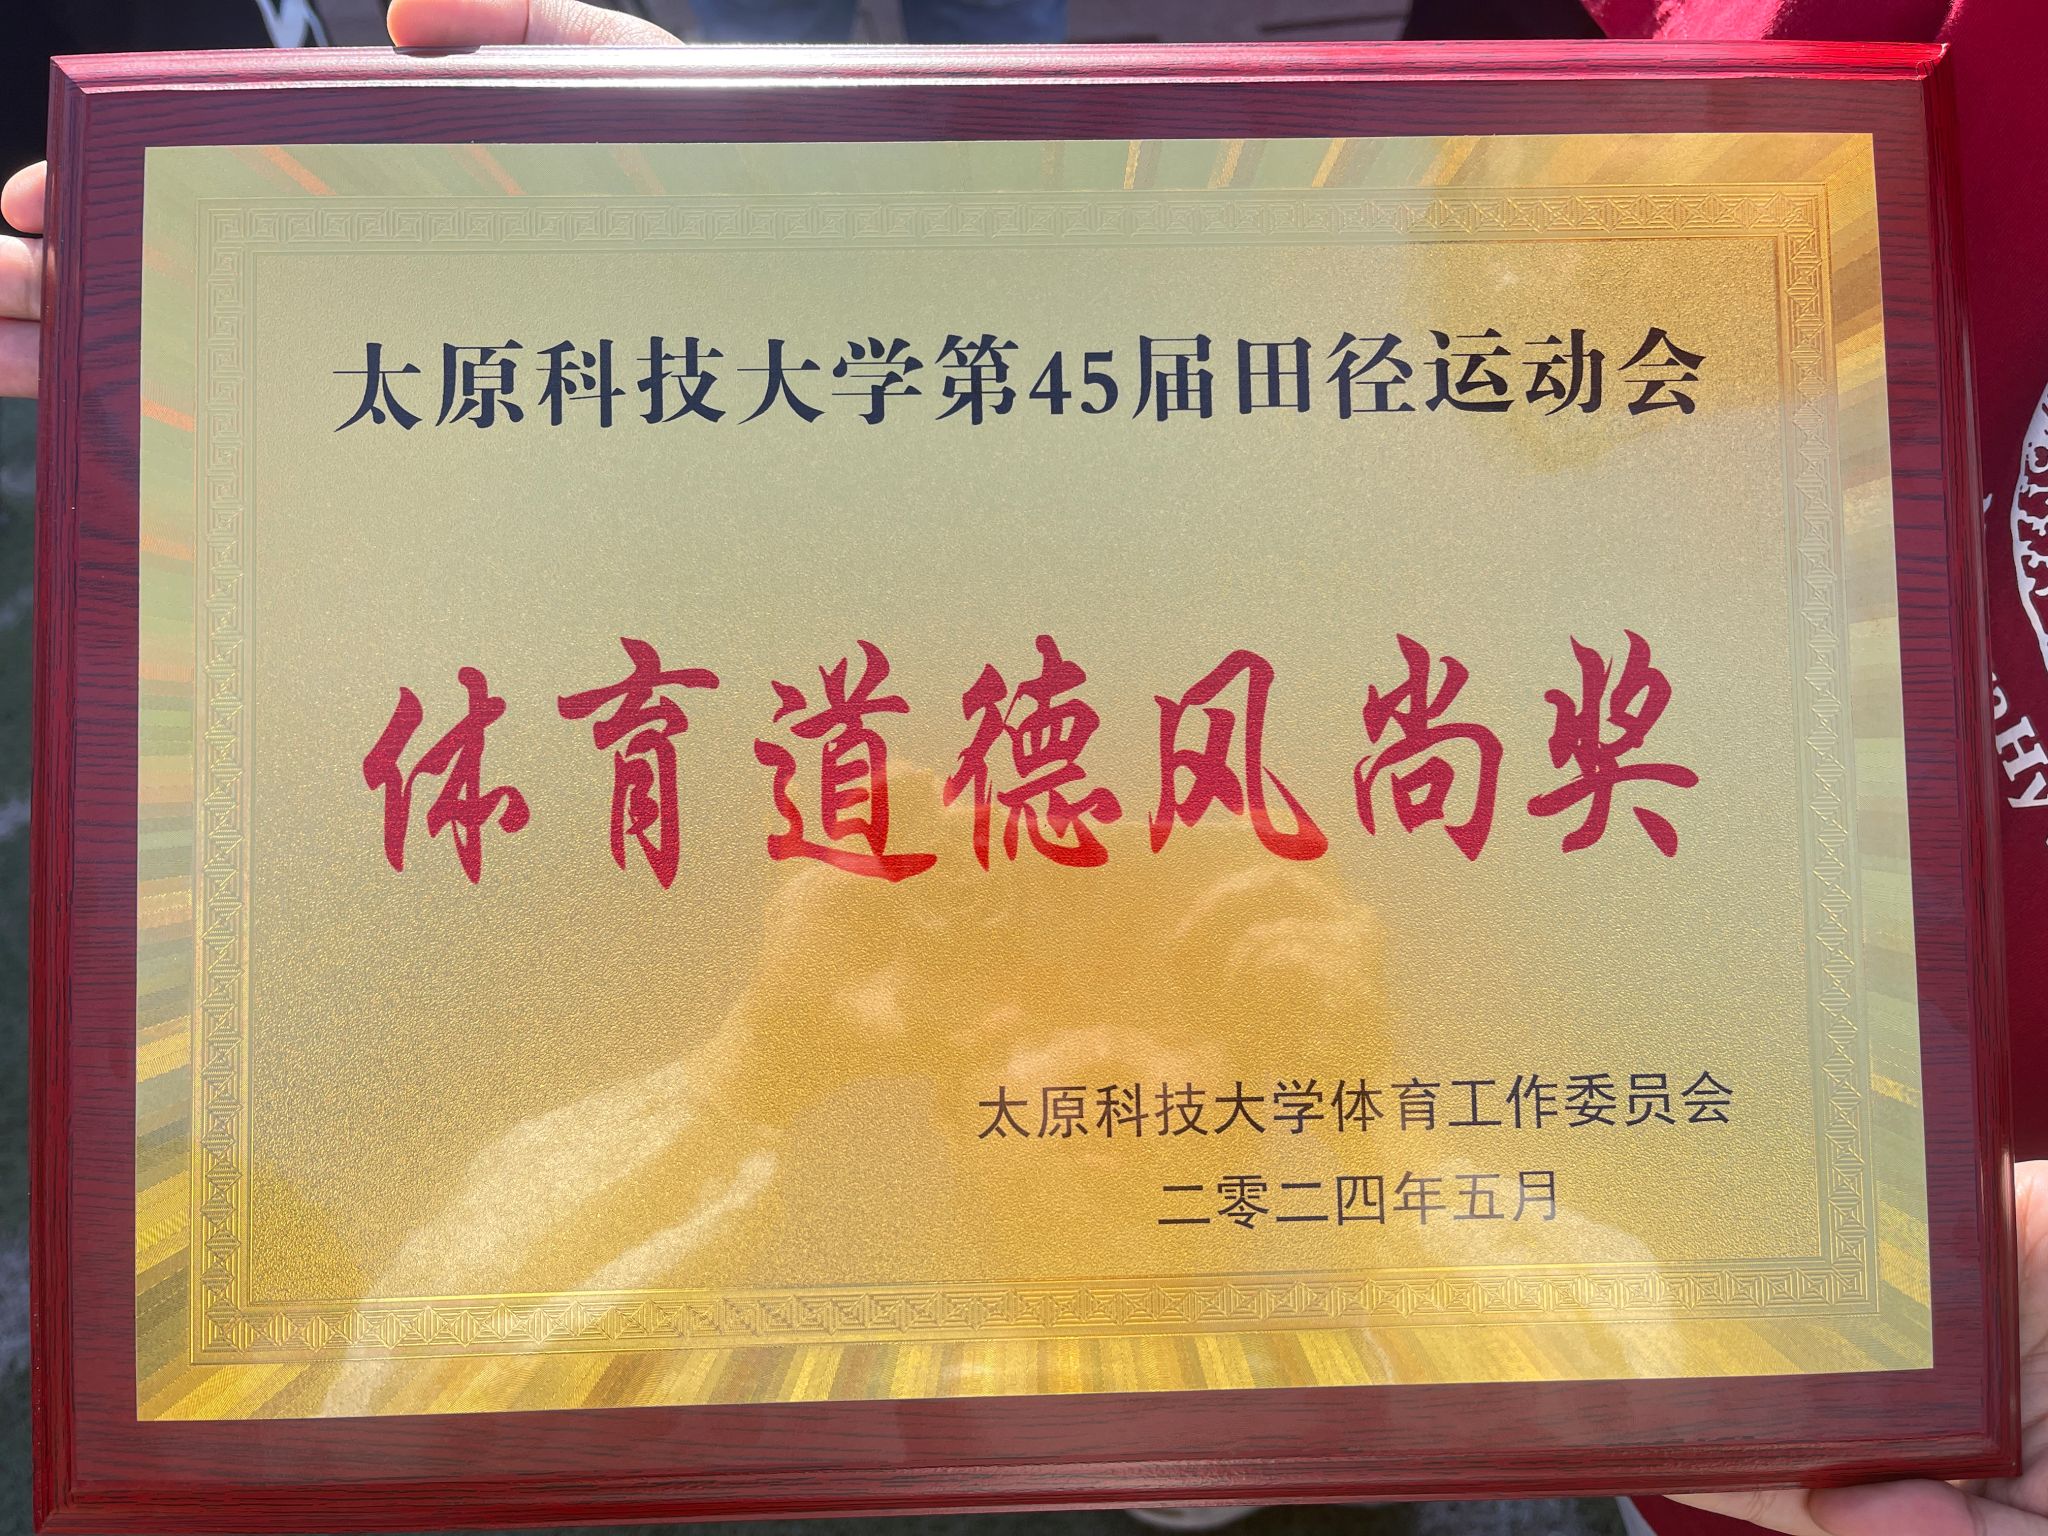 太原科技大学第45届田径运动会
体育道德风尚奖
太原科技大学体育工作委员会
二零二四年五月